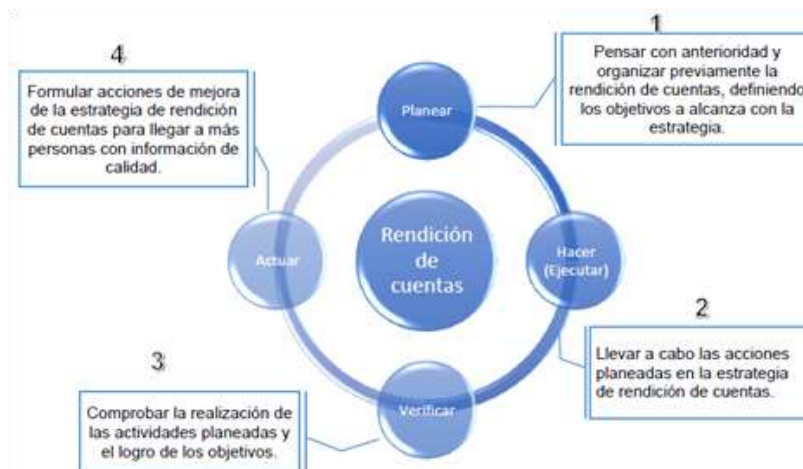 1
Pensar con anterioridad y
organizar previamente la
rendición de cuentas, definiendo
los objetivos a alcanza con la
estrategia.
Planear
4
Formular acciones de mejora
de la estrategia de rendición
de cuentas para llegar a más
personas con información de
calidad.
Actuar
Rendición
de
cuentas
Hacer
(Ejecutar)
2
Llevar a cabo las acciones
planeadas en la estrategia
de rendición de cuentas.
3
Comprobar la realización de
las actividades planeadas y
el logro de los objetivos.
Verificar